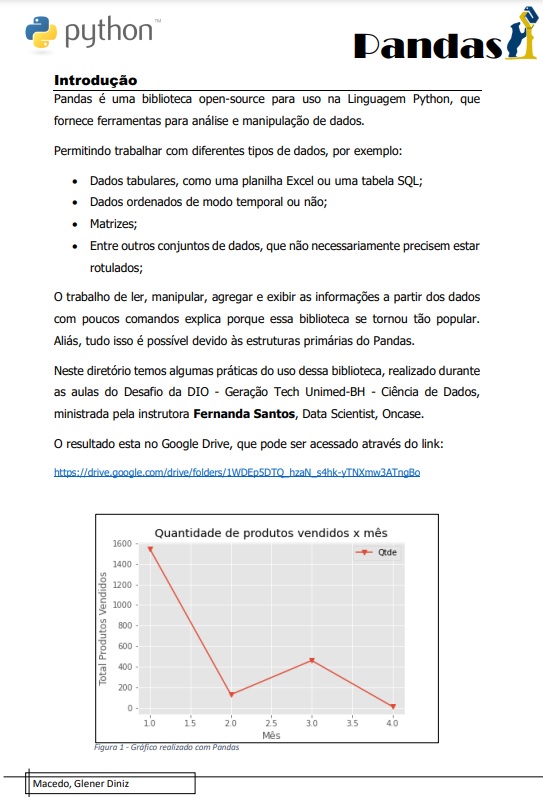 python™
Pandas
Introdução
Pandas é uma biblioteca open-source para uso na Linguagem Python, que
fornece ferramentas para análise e manipulação de dados.
Permitindo trabalhar com diferentes tipos de dados, por exemplo:
• Dados tabulares, como uma planilha Excel ou uma tabela SQL;
• Dados ordenados de modo temporal ou não;
• Matrizes;
• Entre outros conjuntos de dados, que não necessariamente precisem estar
rotulados;
O trabalho de ler, manipular, agregar e exibir as informações a partir dos dados
com poucos comandos explica porque essa biblioteca se tornou tão popular.
Aliás, tudo isso é possível devido às estruturas primárias do Pandas.
Neste diretório temos algumas práticas do uso dessa biblioteca, realizado durante
as aulas do Desafio da DIO - Geração Tech Unimed-BH - Ciência de Dados,
ministrada pela instrutora Fernanda Santos, Data Scientist, Oncase.
O resultado esta no Google Drive, que pode ser acessado através do link:
https://drive.google.com/drive/folders/1WDEp5DTQ_hzaN_s4hk-yTNXmw3ATngBo
Quantidade de produtos vendidos x mês
Qtde
Total Produtos Vendidos
1600
1400
1200
1000
800
600
400
200
0
1.0 1.5 2.0 2.5 3.0 3.5 4.0
Mês
Figura 1 - Gráfico realizado com Pandas
Macedo, Glener Diniz